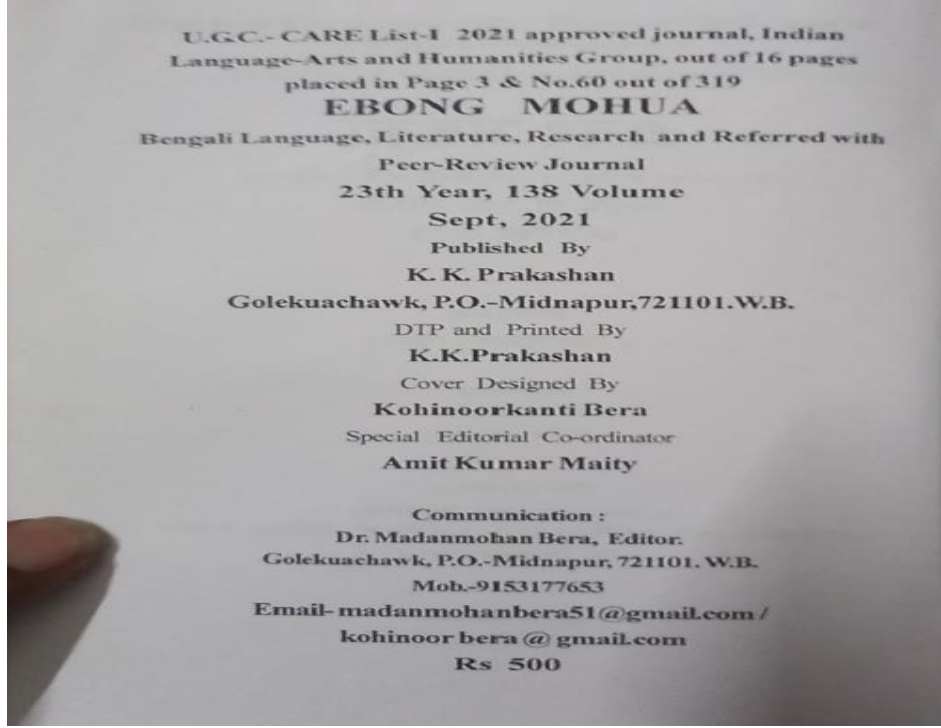 U.G.C.- CARE List-I 2021 approved journal, Indian
Language-Arts and Humanities Group, out of 16 pages
placed in Page 3 & No.60 out of 319
EBONG MOHUA
Bengali Language, Literature, Research and Referred with
Peer-Review Journal
23th Year, 138 Volume
Sept, 2021
Published By
K. K. Prakashan
Golekuachawk, P.O.-Midnapur,721101.W.B.
DTP and Printed By
K.K.Prakashan
Cover Designed By
Kohinoorkanti Bera
Special Editorial Co-ordinator
Amit Kumar Maity
Communication :
Dr. Madanmohan Bera, Editor.
Golekuachawk, P.O.-Midnapur, 721101. W.B.
Mob.-9153177653
Email- madanmohanbera51@gmail.com /
kohinoor bera @ gmail.com
Rs 500